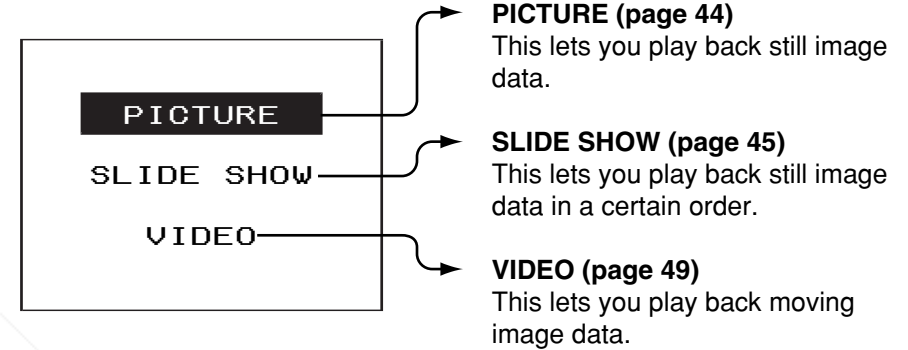 PICTURE
SLIDE SHOW
VIDEO
PICTURE (page 44)
This lets you play back still image
data.
SLIDE SHOW (page 45)
This lets you play back still image
data in a certain order.
VIDEO (page 49)
This lets you play back moving
image data.